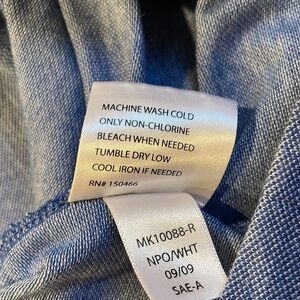 MACHINE WASH COLD
ONLY NON-CHLORINE
BLEACH WHEN NEEDED
TUMBLE DRY LOW
COOL IRON IF NEEDED
RN# 150466
MK10088-R
NPO/WHT
09/09
SAE-A